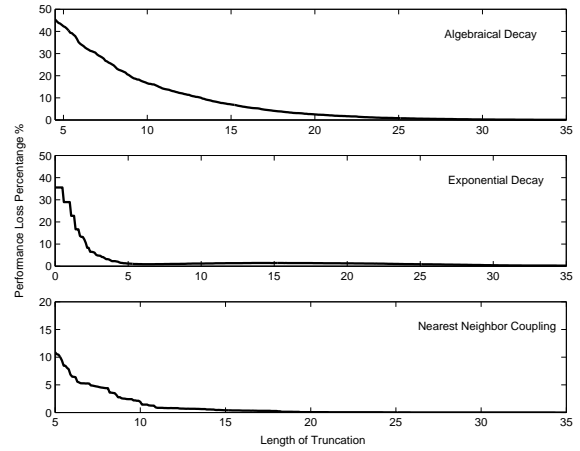 50
40
30
20
10
0
Algebraical Decay
5 10 15 20 25 30 35
Performance Loss Percentange %
50
40
30
20
10
0
Exponential Decay
0 5 10 15 20 25 30 35
20
15
10
5
0
Nearest Neighbor Coupling
5 10 15 20 25 30 35
Length of Truncation